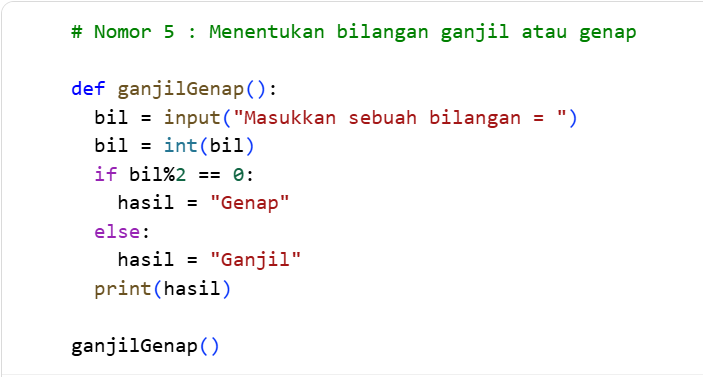 # Nomor 5 : Menentukan bilangan ganjil atau genap
def ganjilGenap():
  bil = input("Masukkan sebuah bilangan = ")
  bil = int(bil)
  if bil%2 == 0:
    hasil = "Genap"
  else:
    hasil = "Ganjil"
  print(hasil)
ganjilGenap()